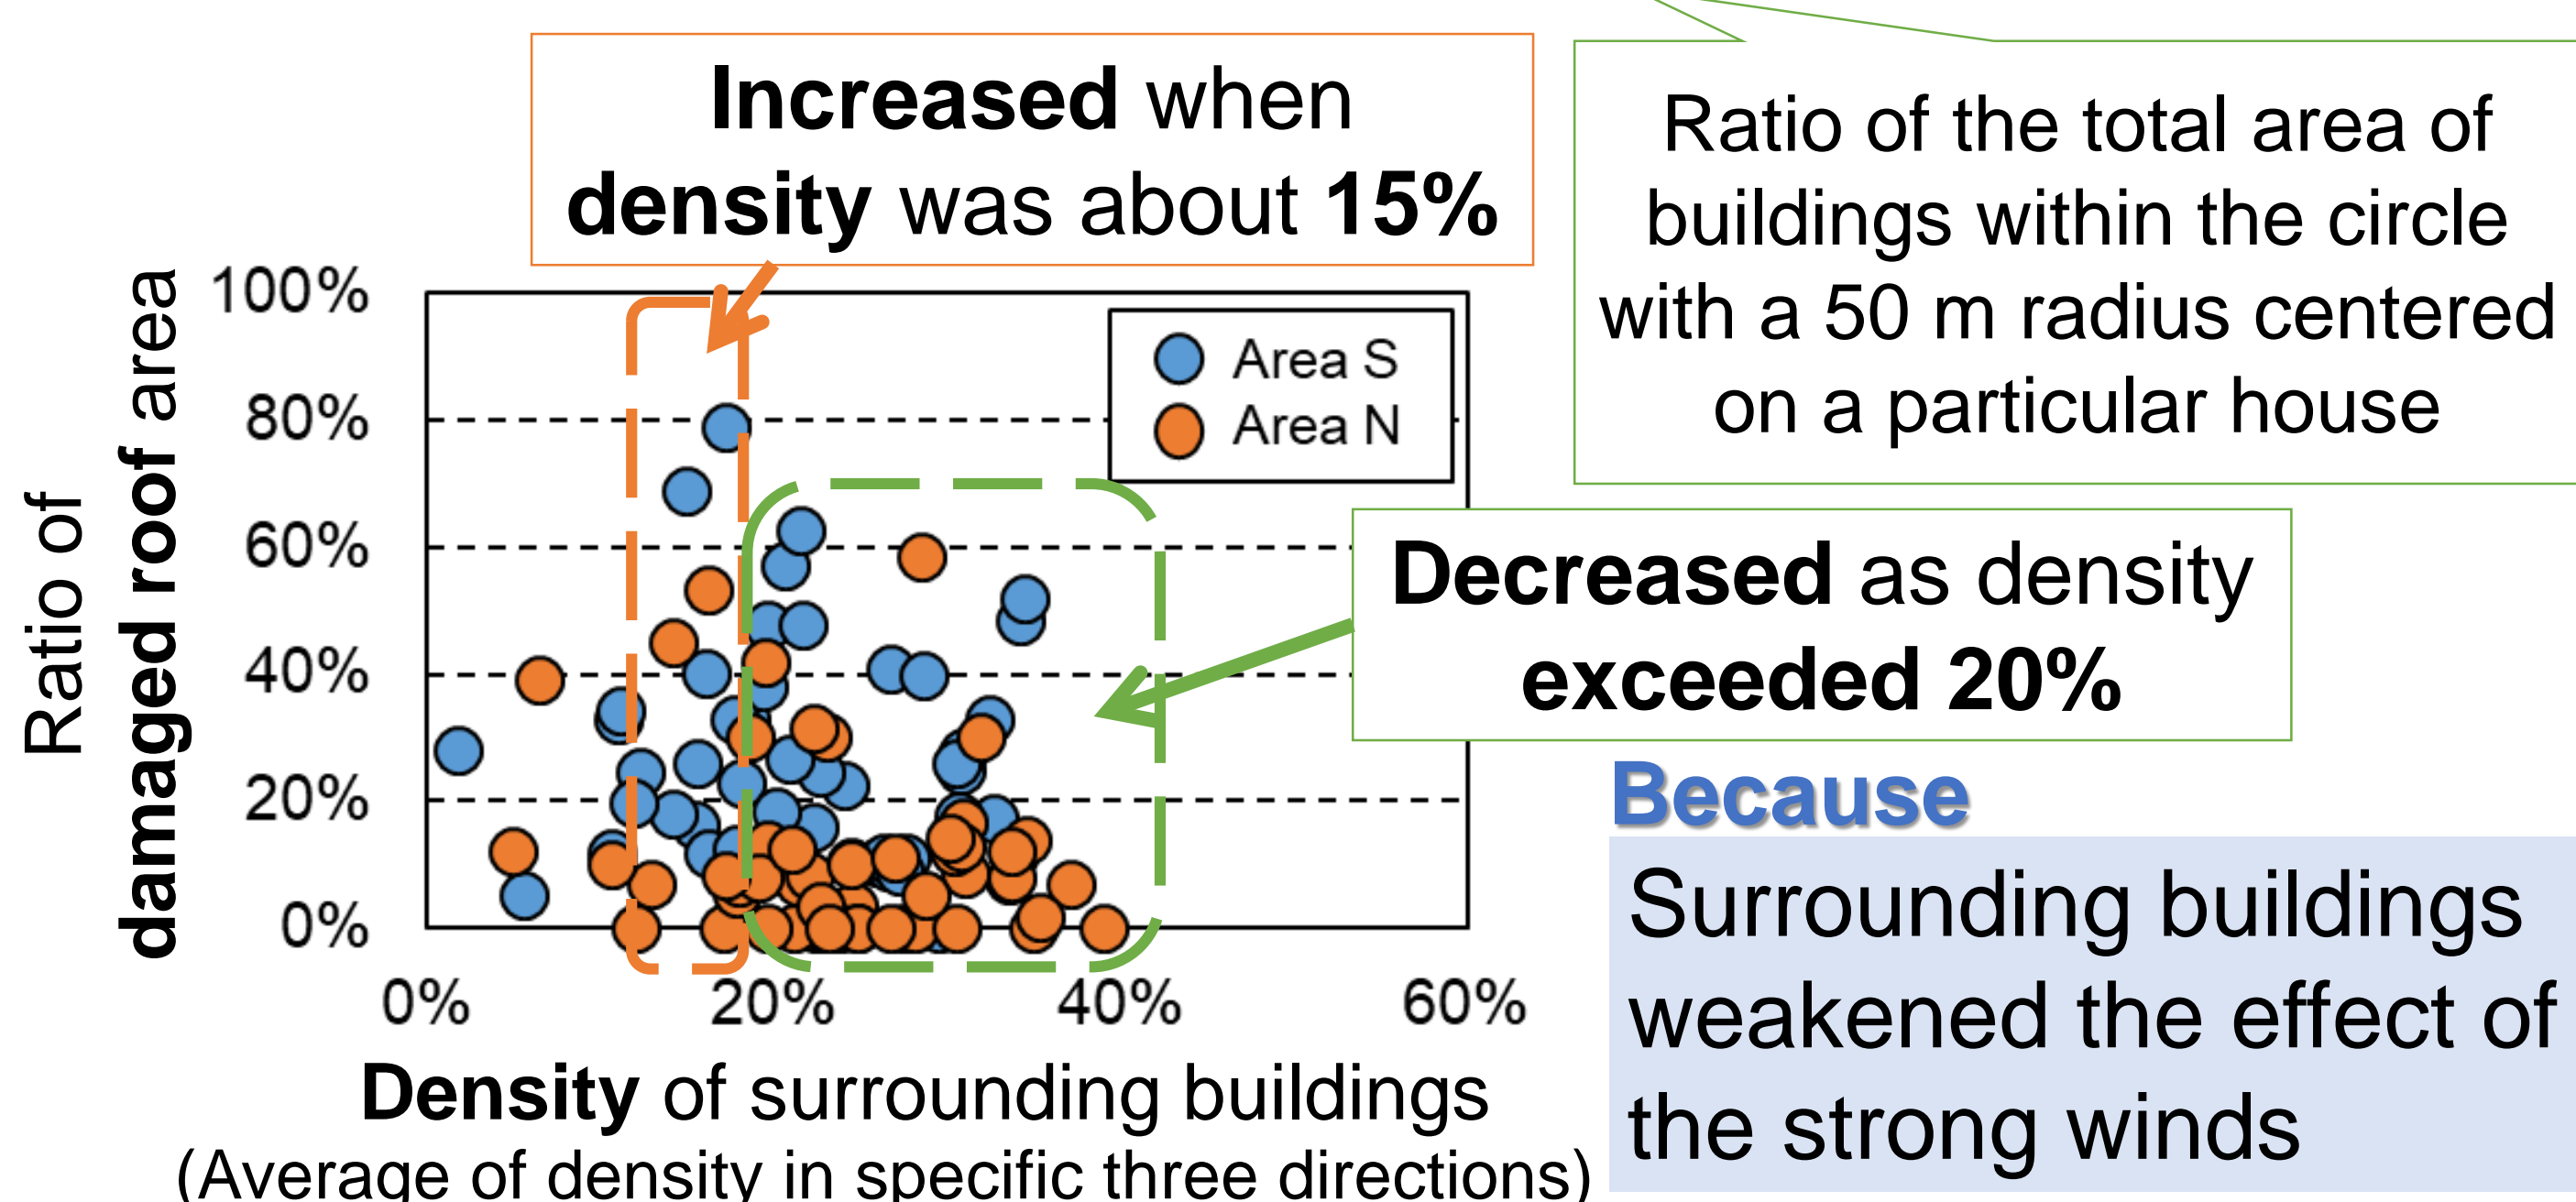 Increased when
density was about 15%
Ratio of the total area of
buildings within the circle
with a 50 m radius centered
on a particular house
Ratio of
damaged roof area
100%
80%
60%
40%
20%
0%
Area S
Area N
Decreased as density
exceeded 20%
0%
20%
40%
60%
Density of surrounding buildings
(Average of density in specific three directions)
Because
Surrounding buildings
weakened the effect of
the strong winds